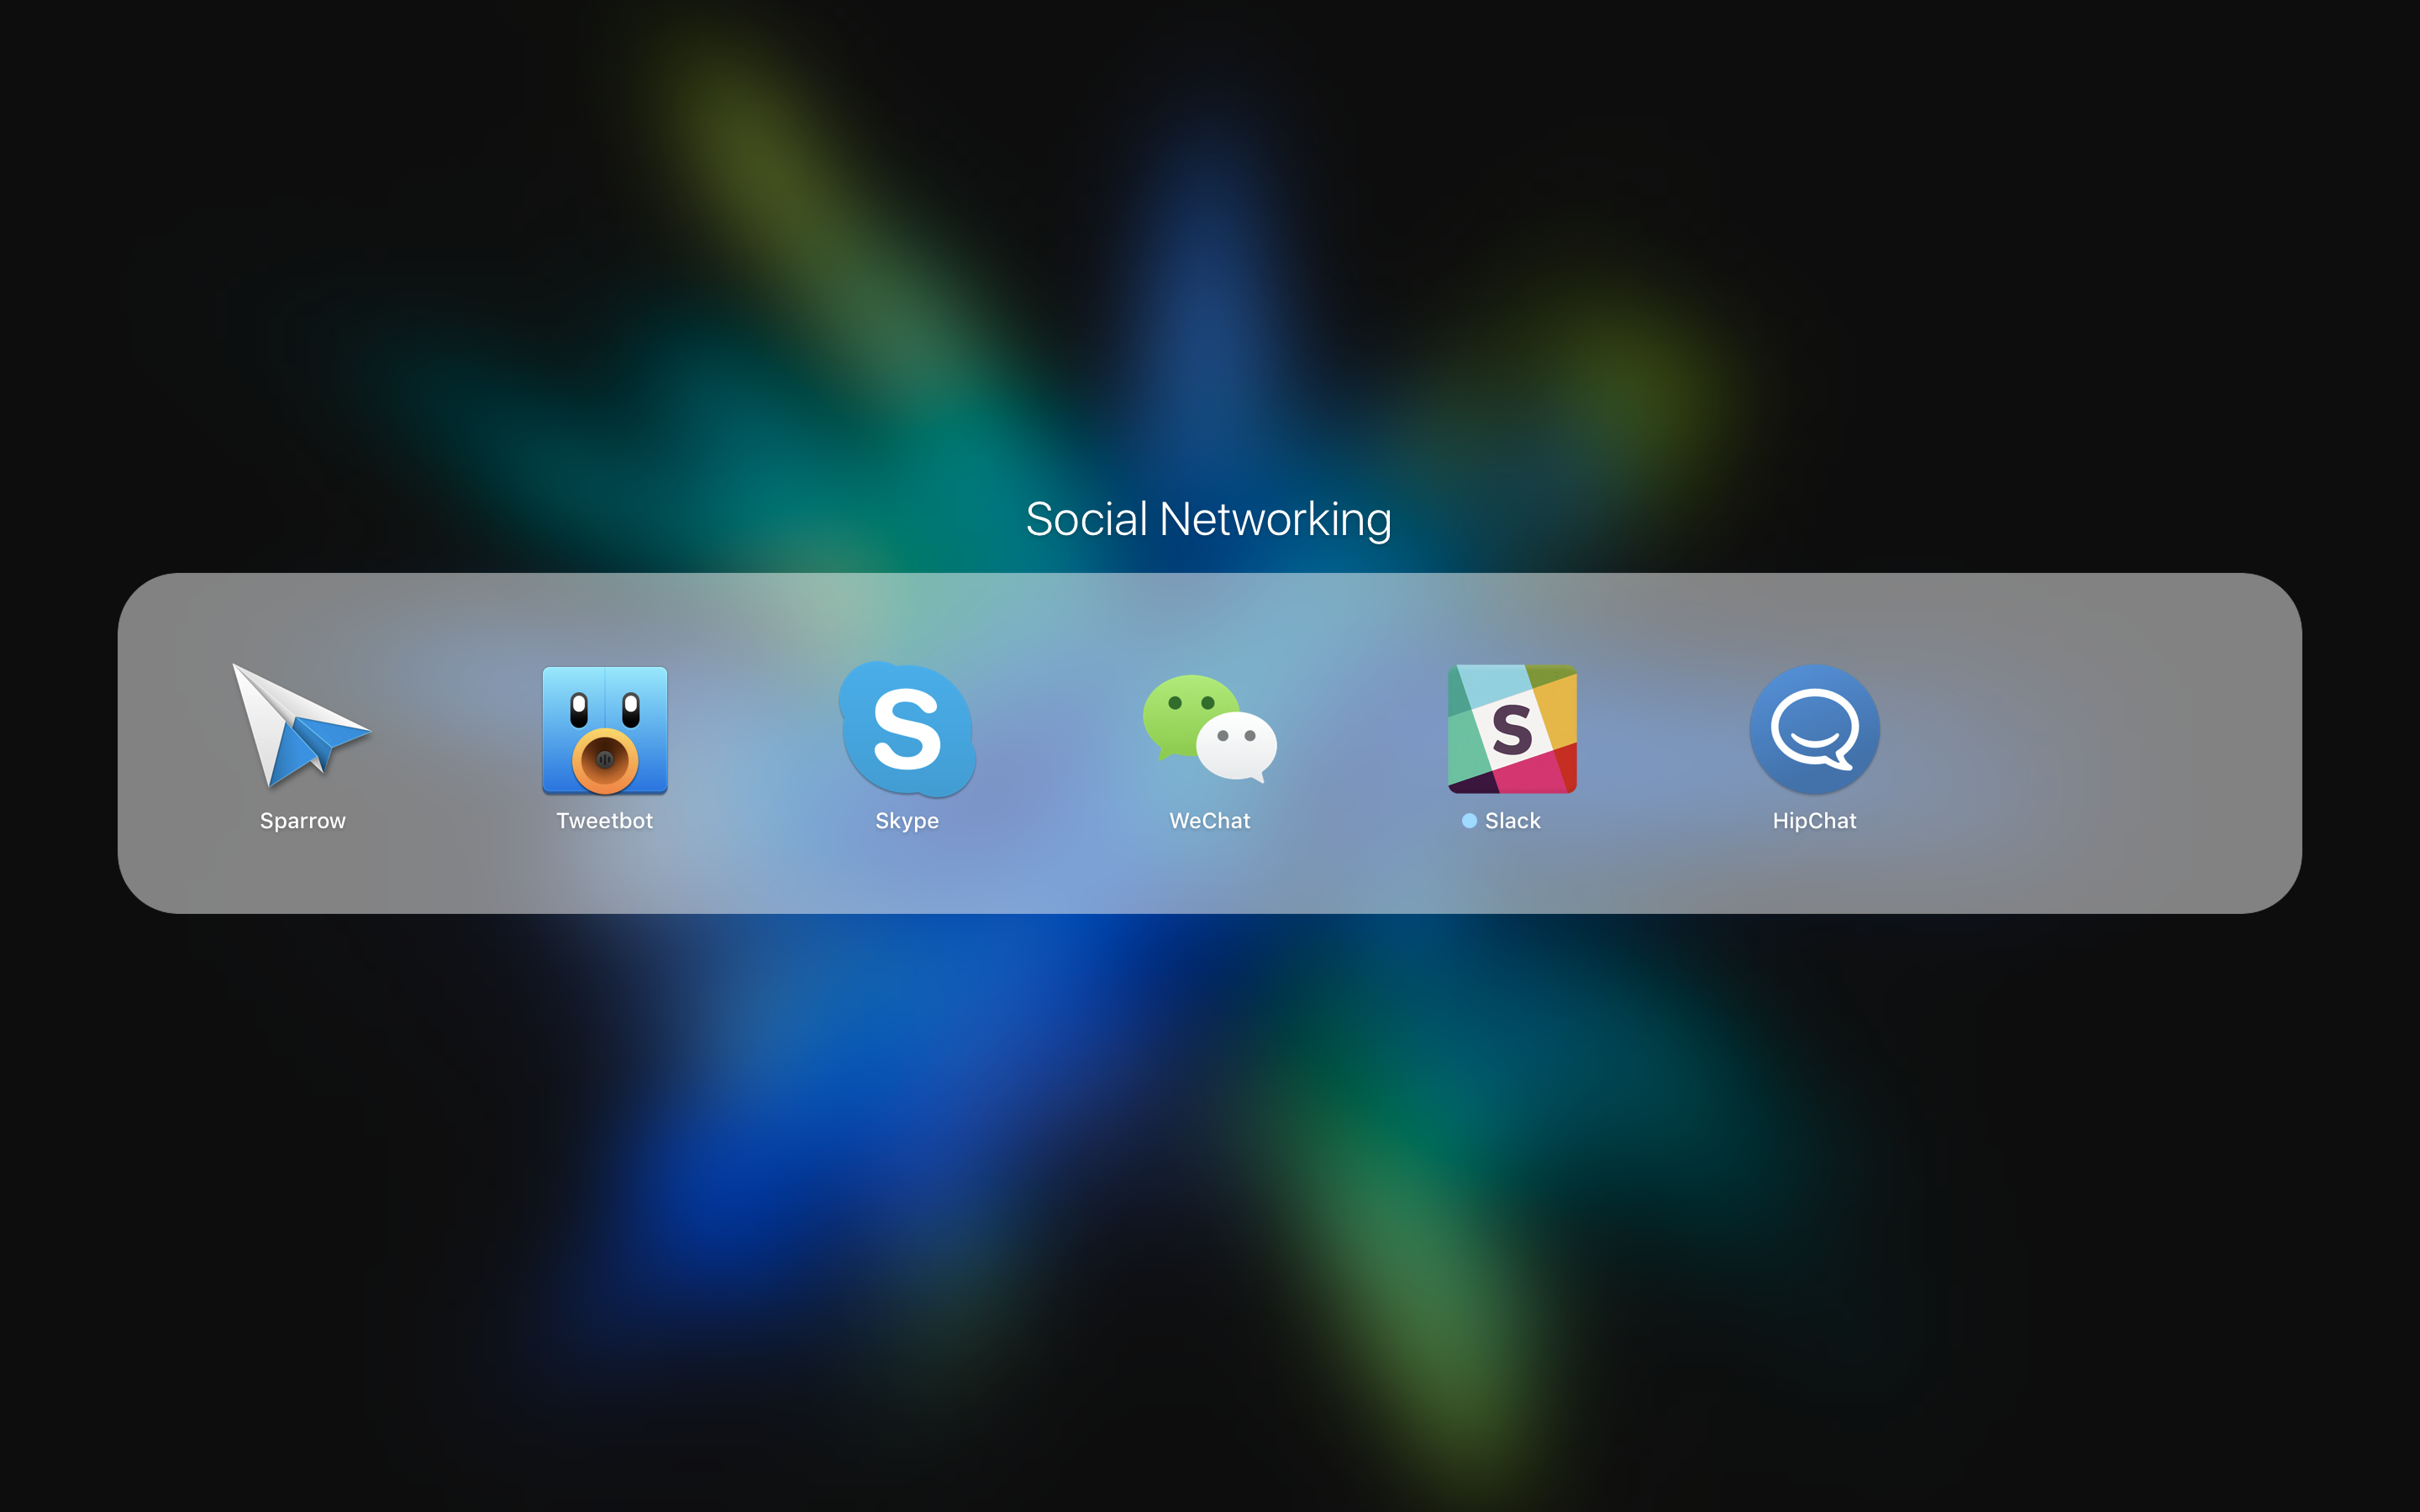 Social Networking
Sparrow
Tweetbot
Skype
WeChat
Slack
HipChat